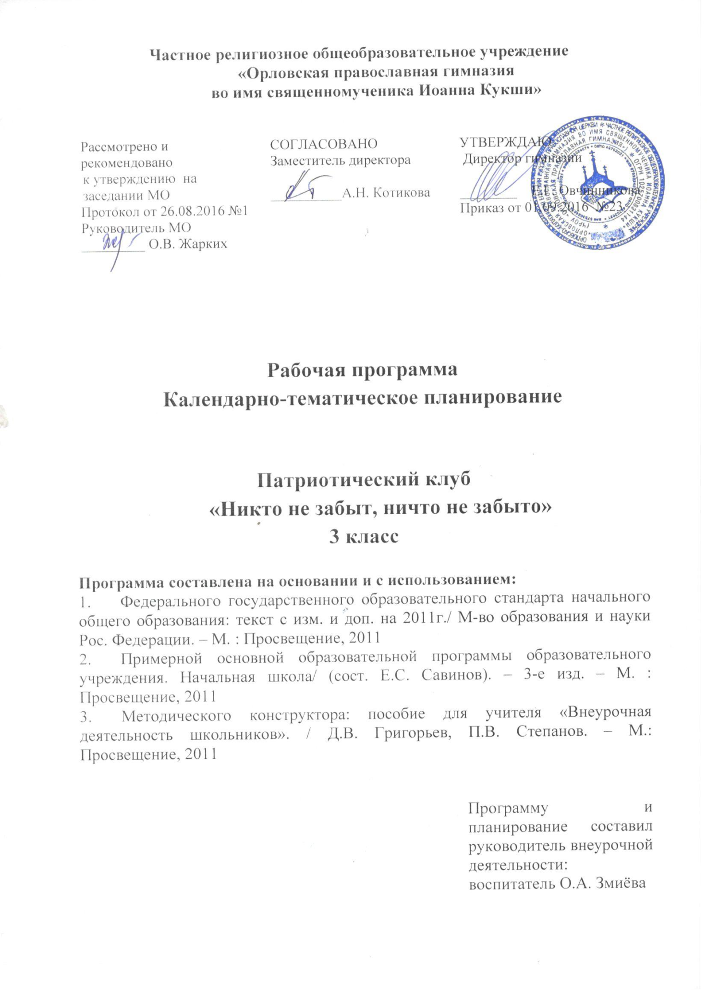 Частное религиозное общеобразовательное учреждение
«Орловская православная гимназия
во имя священномученика Иоанна Кукши»
Рассмотрено и
рекомендовано
к утверждению на
заседании МО
Протокол от 26.08.2016 №1
Руководитель МО
__________ О.В. Жарких
СОГЛАСОВАНО
Заместитель директора
___________А.Н. Котикова
УТВЕРЖДАЮ
Директор гимназии
_________ Овчинникова
Приказ от 01.09.2016 №23
Рабочая программа
Календарно-тематическое планирование
Патриотический клуб
«Никто не забыт, ничто не забыто»
3 класс
Программа составлена на основании и с использованием:
1. Федерального государственного образовательного стандарта начального
общего образования: текст с изм. и доп. на 2011г./ М-во образования и науки
Рос. Федерации. – М. : Просвещение, 2011
2. Примерной основной образовательной программы образовательного
учреждения. Начальная школа/ (сост. Е.С. Савинов). – 3-е изд. – М. :
Просвещение, 2011
3. Методического конструктора: пособие для учителя «Внеурочная
деятельность школьников». / Д.В. Григорьев, П.В. Степанов. – М.:
Просвещение, 2011
Программу и
планирование составил
руководитель внеурочной
деятельности:
воспитатель О.А. Змиёва